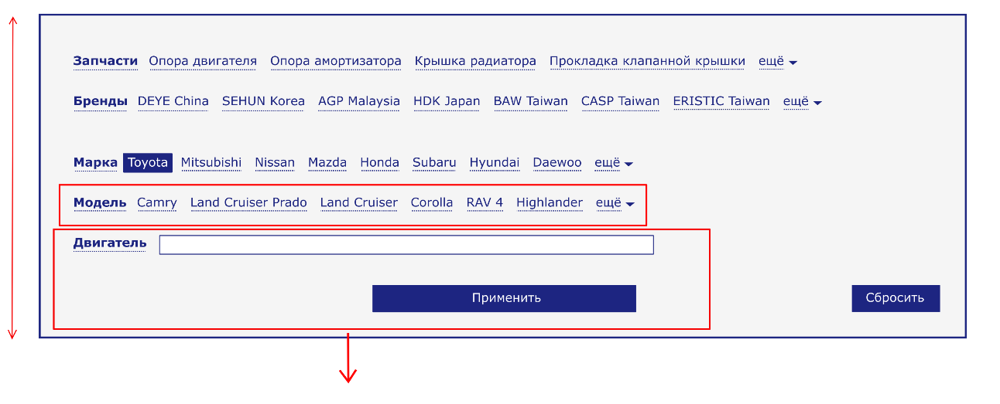 Запчасти Опора двигателя Опора амортизатора Крышка радиатора Прокладка клапанной крышки ещё
Бренды DEYE China SEHUN Korea AGP Malaysia HDK Japan BAW Taiwan CASP Taiwan ERISTIC Taiwan ещё
Марка Toyota Mitsubishi Nissan Mazda Honda Subaru Hyundai Daewoo ещё
Модель Camry Land Cruiser Prado Land Cruiser Corolla RAV 4 Highlander ещё
Двигатель
Применить Сбросить